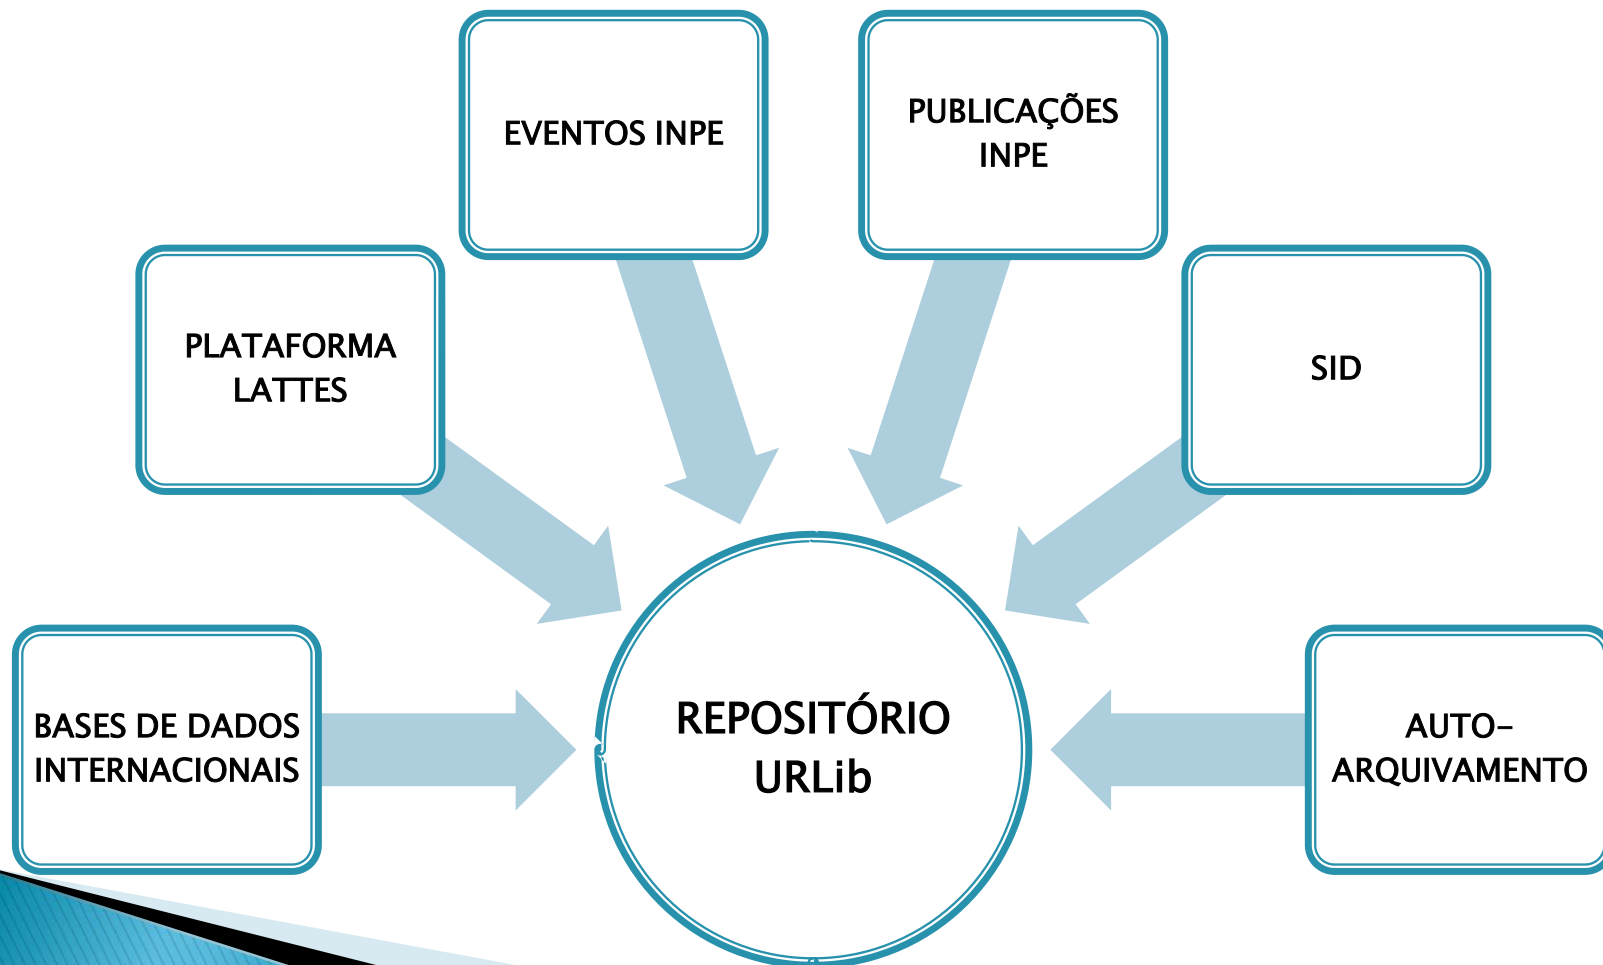 EVENTOS INPE
PUBLICAÇÕES
INPE
PLATAFORMA
LATTES
SID
BASES DE DADOS
INTERNACIONAIS
REPOSITÓRIO
URLib
AUTO-
ARQUIVAMENTO